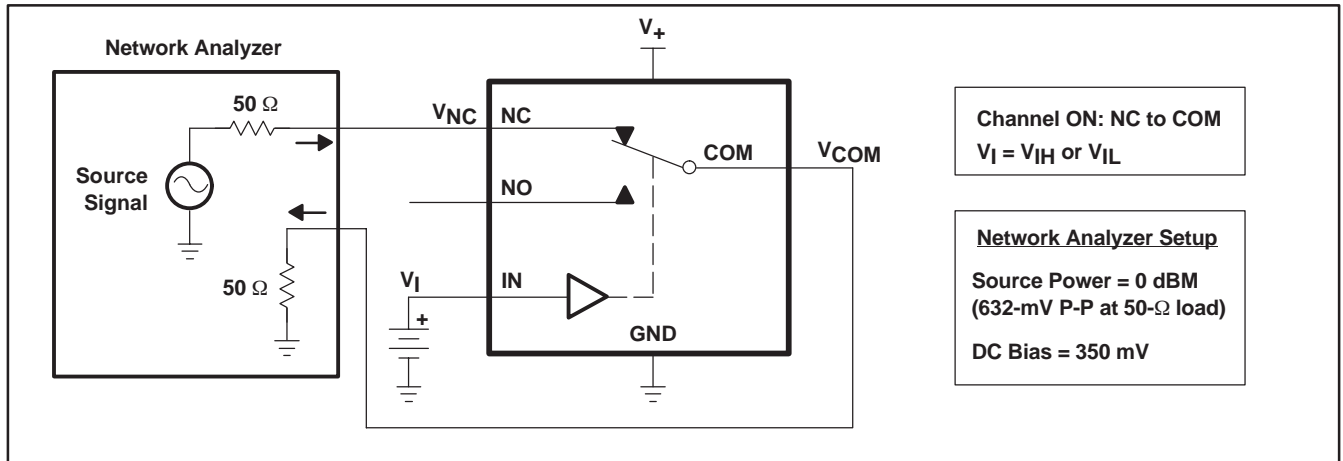 V+
Network Analyzer
50 Ω
VNC
NC
Channel ON: NC to COM
VI = VIH or VIL
COM
VCOM
Source
Signal
NO
Network Analyzer Setup
50 Ω
VI
IN
Source Power = 0 dBM
(632-mV P-P at 50-Ω load)
+
GND
DC Bias = 350 mV